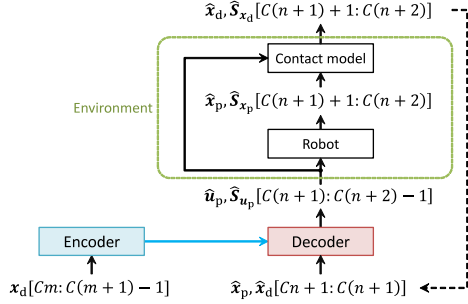 x̂_d, Ŝ_{x_d}[C(n + 1) + 1: C(n + 2)]
Contact model
x̂_p, Ŝ_{x_p}[C(n + 1) + 1: C(n + 2)]
Environment
Robot
û_p, Ŝ_{u_p}[C(n + 1): C(n + 2) − 1]
Encoder
Decoder
x_d[Cm: C(m + 1) − 1]
x̂_p, x̂_d[Cn + 1: C(n + 1)]